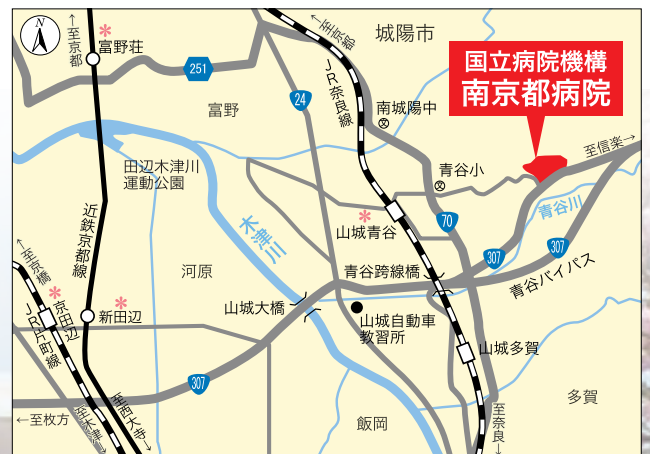 ←至京都
＊
富野荘
251
富野
←至京都
城陽市
JR奈良線
24
国立病院機構
南京都病院
南城陽中
文
至信楽→
青谷小
文
田辺木津川
運動公園
近鉄京都線
木津川
＊
山城青谷
70
青谷川
307
307
青谷バイパス
←至京橋
河原
青谷跨線橋
山城大橋
＊
京田辺
JR片町線
＊
新田辺
山城自動車
教習所
山城多賀
307
多賀
←至枚方
至木津→
至西大寺→
飯岡
至奈良→